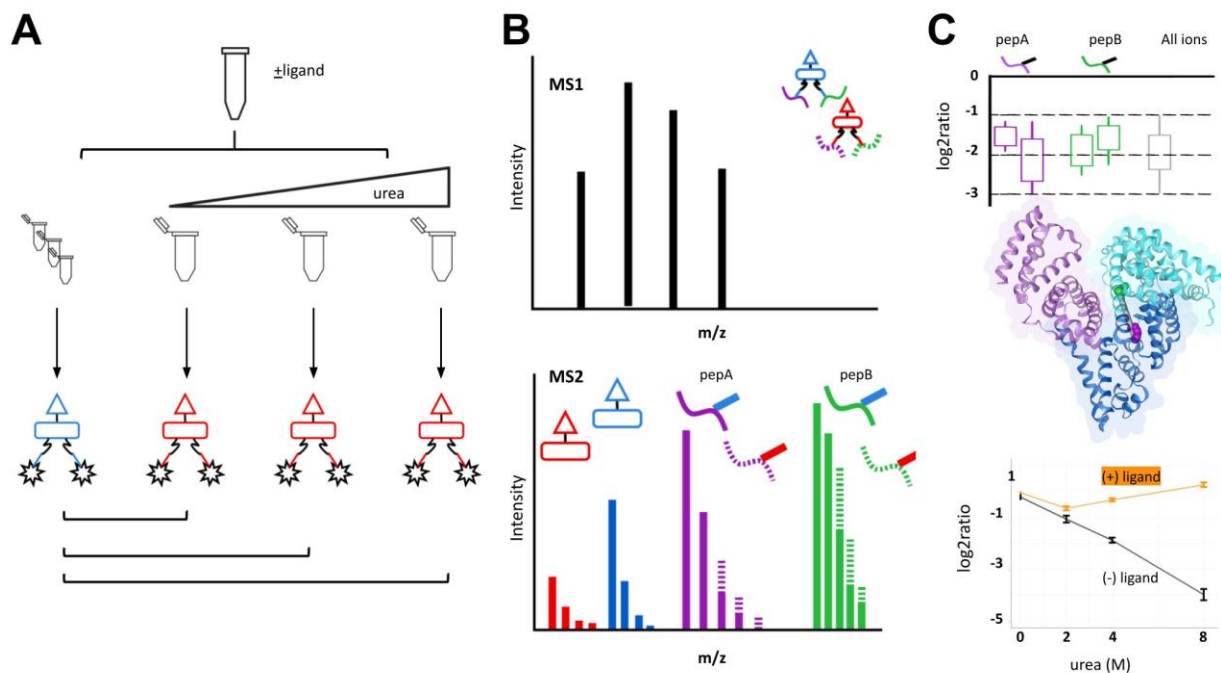 A
±ligand
urea
B
MS1
Intensity
m/z
MS2
pepA
pepB
Intensity
m/z
C
pepA
pepB
All ions
log2ratio
0
-1
-2
-3
1
(+) ligand
log2ratio
-1
-3
(-) ligand
-5
0
2
4
8
urea (M)